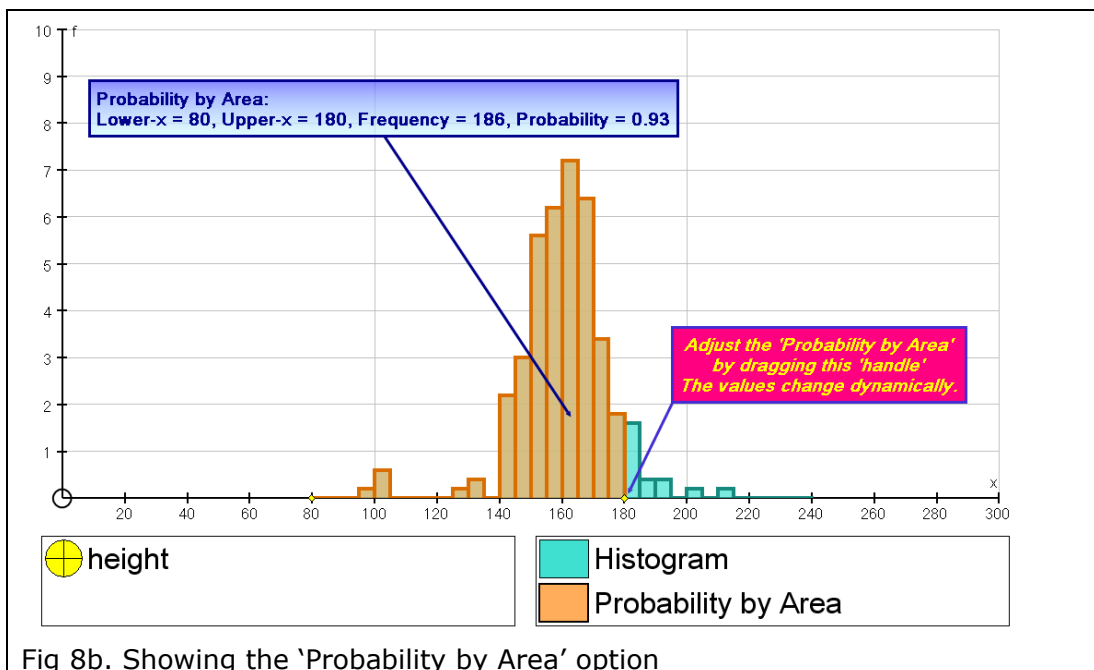 10
f
9
Probability by Area:
Lower-x = 80, Upper-x = 180, Frequency = 186, Probability = 0.93
8
7
6
5
4
3
Adjust the 'Probability by Area'
by dragging this 'handle'
The values change dynamically.
2
1
x
20 40 60 80 100 120 140 160 180 200 220 240 260 280 300
height
Histogram
Probability by Area
Fig 8b. Showing the ‘Probability by Area’ option